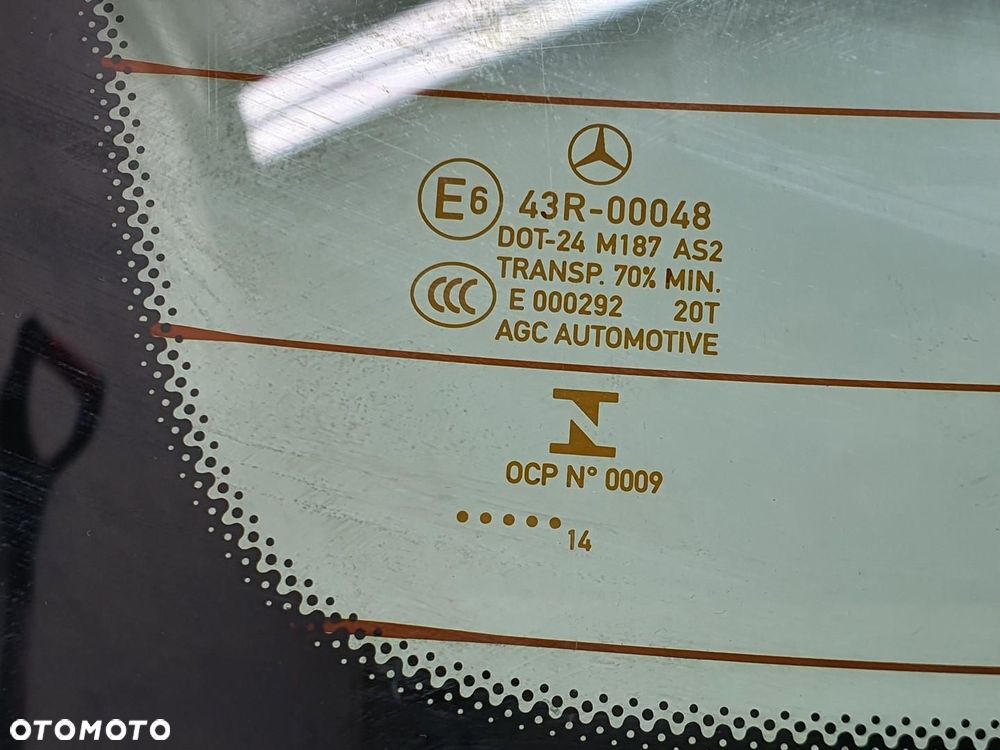 E6 43R-00048
DOT-24 M187 AS2
TRANSP. 70% MIN.
CCC E 000292 20T
AGC AUTOMOTIVE
OCP N° 0009
..... 14
OTOMOTO